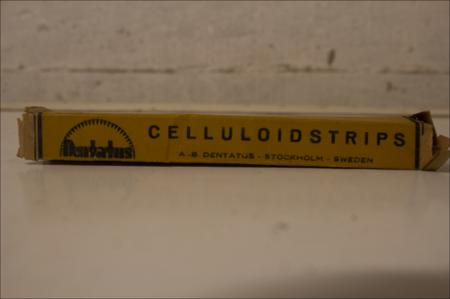 Dentatus
CELLULOIDSTRIPS
A.-B. DENTATUS - STOCKHOLM - SWEDEN